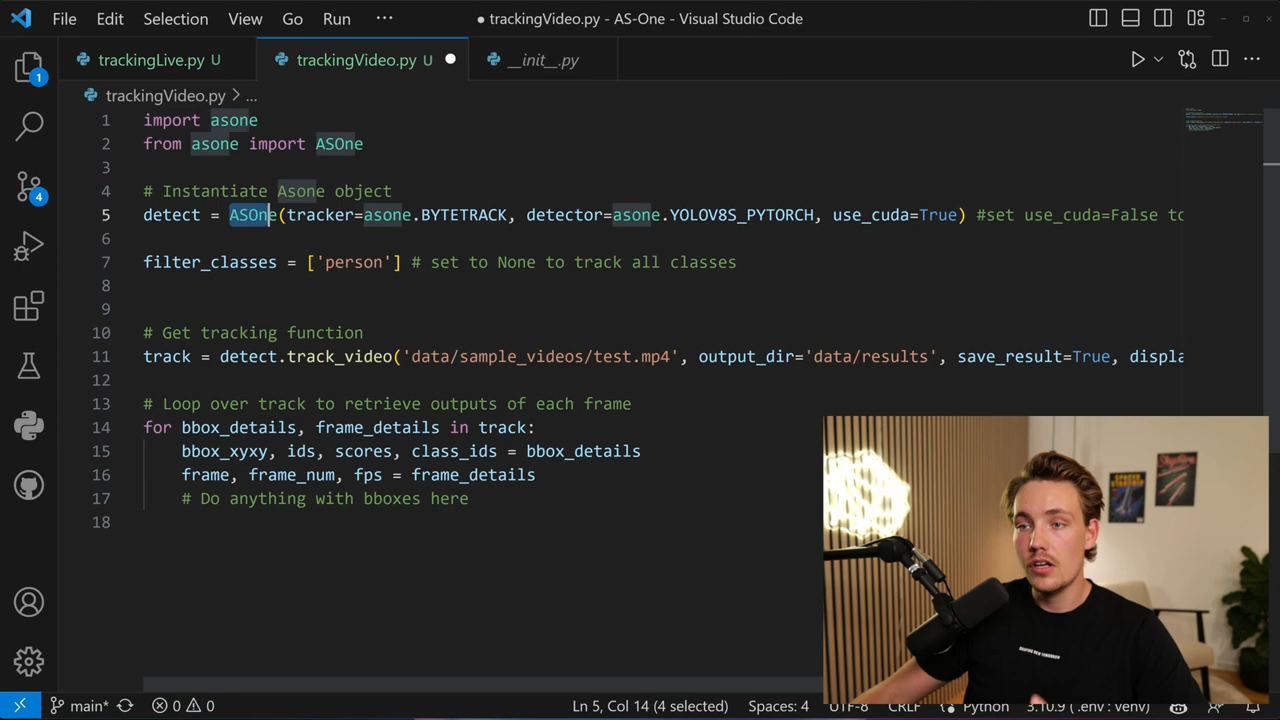 File Edit Selection View Go Run ··· ● trackingVideo.py - AS-One - Visual Studio Code
trackingLive.py U trackingVideo.py U __init__.py
trackingVideo.py > ...
1 import asone
2 from asone import ASOne
3
4 # Instantiate Asone object
5 detect = ASOne(tracker=asone.BYTETRACK, detector=asone.YOLOV8S_PYTORCH, use_cuda=True) #set use_cuda=False to
6
7 filter_classes = ['person'] # set to None to track all classes
8
9
10 # Get tracking function
11 track = detect.track_video('data/sample_videos/test.mp4', output_dir='data/results', save_result=True, displa
12
13 # Loop over track to retrieve outputs of each frame
14 for bbox_details, frame_details in track:
15 bbox_xyxy, ids, scores, class_ids = bbox_details
16 frame, frame_num, fps = frame_details
17 # Do anything with bboxes here
18
1
4
main* 0 0 Ln 5, Col 14 (4 selected) Spaces: 4 UTF-8 CRLF Python 3.10.9 ('.env': venv)